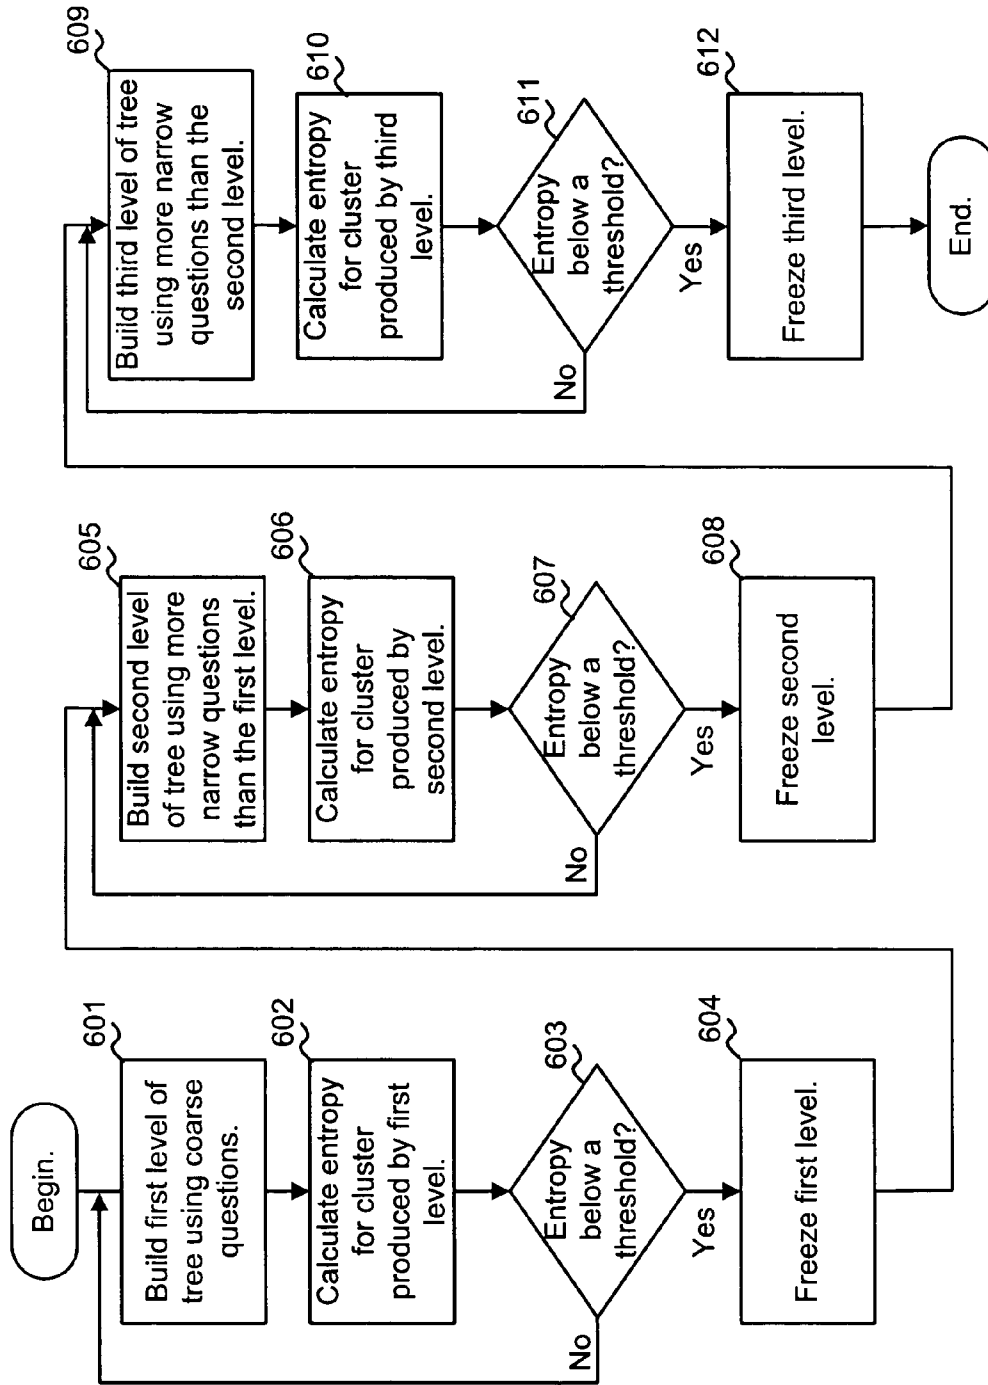 Begin.
601
Build first level of
tree using coarse
questions.
602
Calculate entropy
for cluster
produced by first
level.
603
Entropy
below a
threshold?
No
Yes
604
Freeze first level.
605
Build second level
of tree using more
narrow questions
than the first level.
606
Calculate entropy
for cluster
produced by
second level.
607
Entropy
below a
threshold?
No
Yes
608
Freeze second
level.
609
Build third level of tree
using more narrow
questions than the
second level.
610
Calculate entropy
for cluster
produced by third
level.
611
Entropy
below a
threshold?
No
Yes
612
Freeze third level.
End.